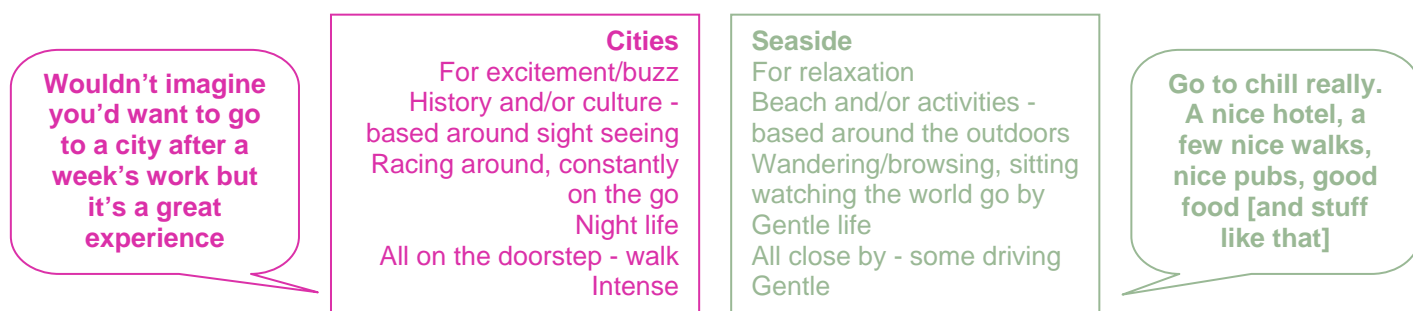 Wouldn't imagine
you'd want to go
to a city after a
week's work but
it's a great
experience
Cities
For excitement/buzz
History and/or culture -
based around sight seeing
Racing around, constantly
on the go
Night life
All on the doorstep - walk
Intense
Seaside
For relaxation
Beach and/or activities -
based around the outdoors
Wandering/browsing, sitting
watching the world go by
Gentle life
All close by - some driving
Gentle
Go to chill really.
A nice hotel, a
few nice walks,
nice pubs, good
food [and stuff
like that]